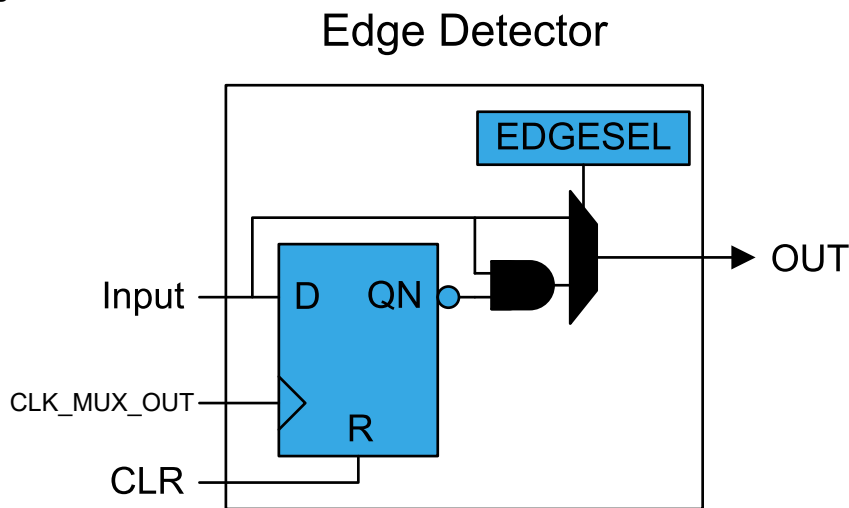 Edge Detector
EDGESEL
OUT
Input
D
QN
CLK_MUX_OUT
R
CLR